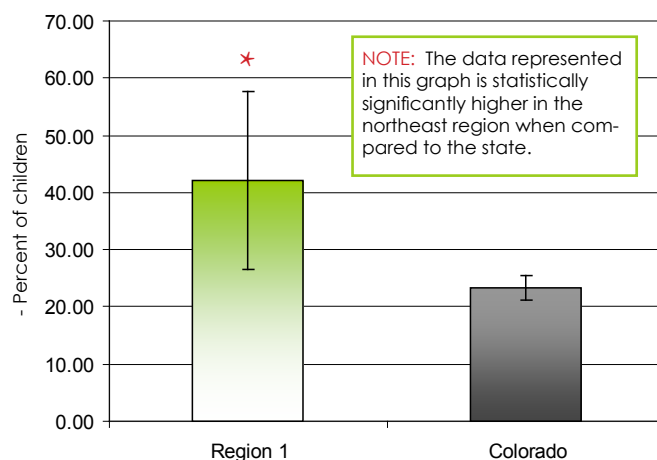 70.00
60.00
50.00
40.00
30.00
20.00
10.00
0.00
- Percent of children
*
NOTE: The data represented
in this graph is statistically
significantly higher in the
northeast region when com-
pared to the state.
Region 1
Colorado